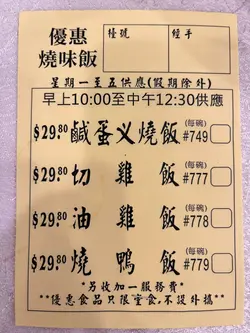 優惠
燒味飯
檯號
經手
星期一至五供應(假期除外)
早上10:00至中午12:30供應
$29.80 鹹蛋义燒飯 (每碗) #749
$29.80 切雞飯 (每碗) #777
$29.80 油雞飯 (每碗) #778
$29.80 燒鴨飯 (每碗) #779
*另收加一服務費*
**優惠食品只限堂食,不設外攜**